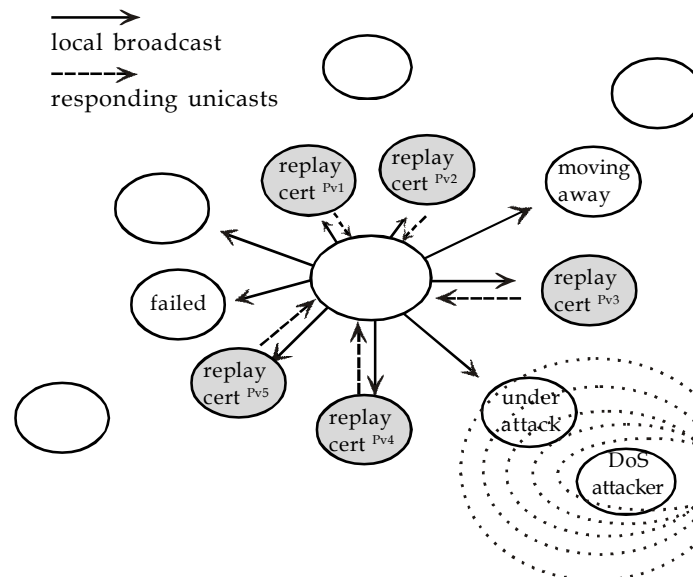 local broadcast
responding unicasts
replay
cert Pv1
replay
cert Pv2
moving
away
failed
replay
cert Pv3
replay
cert Pv5
replay
cert Pv4
under
attack
DoS
attacker